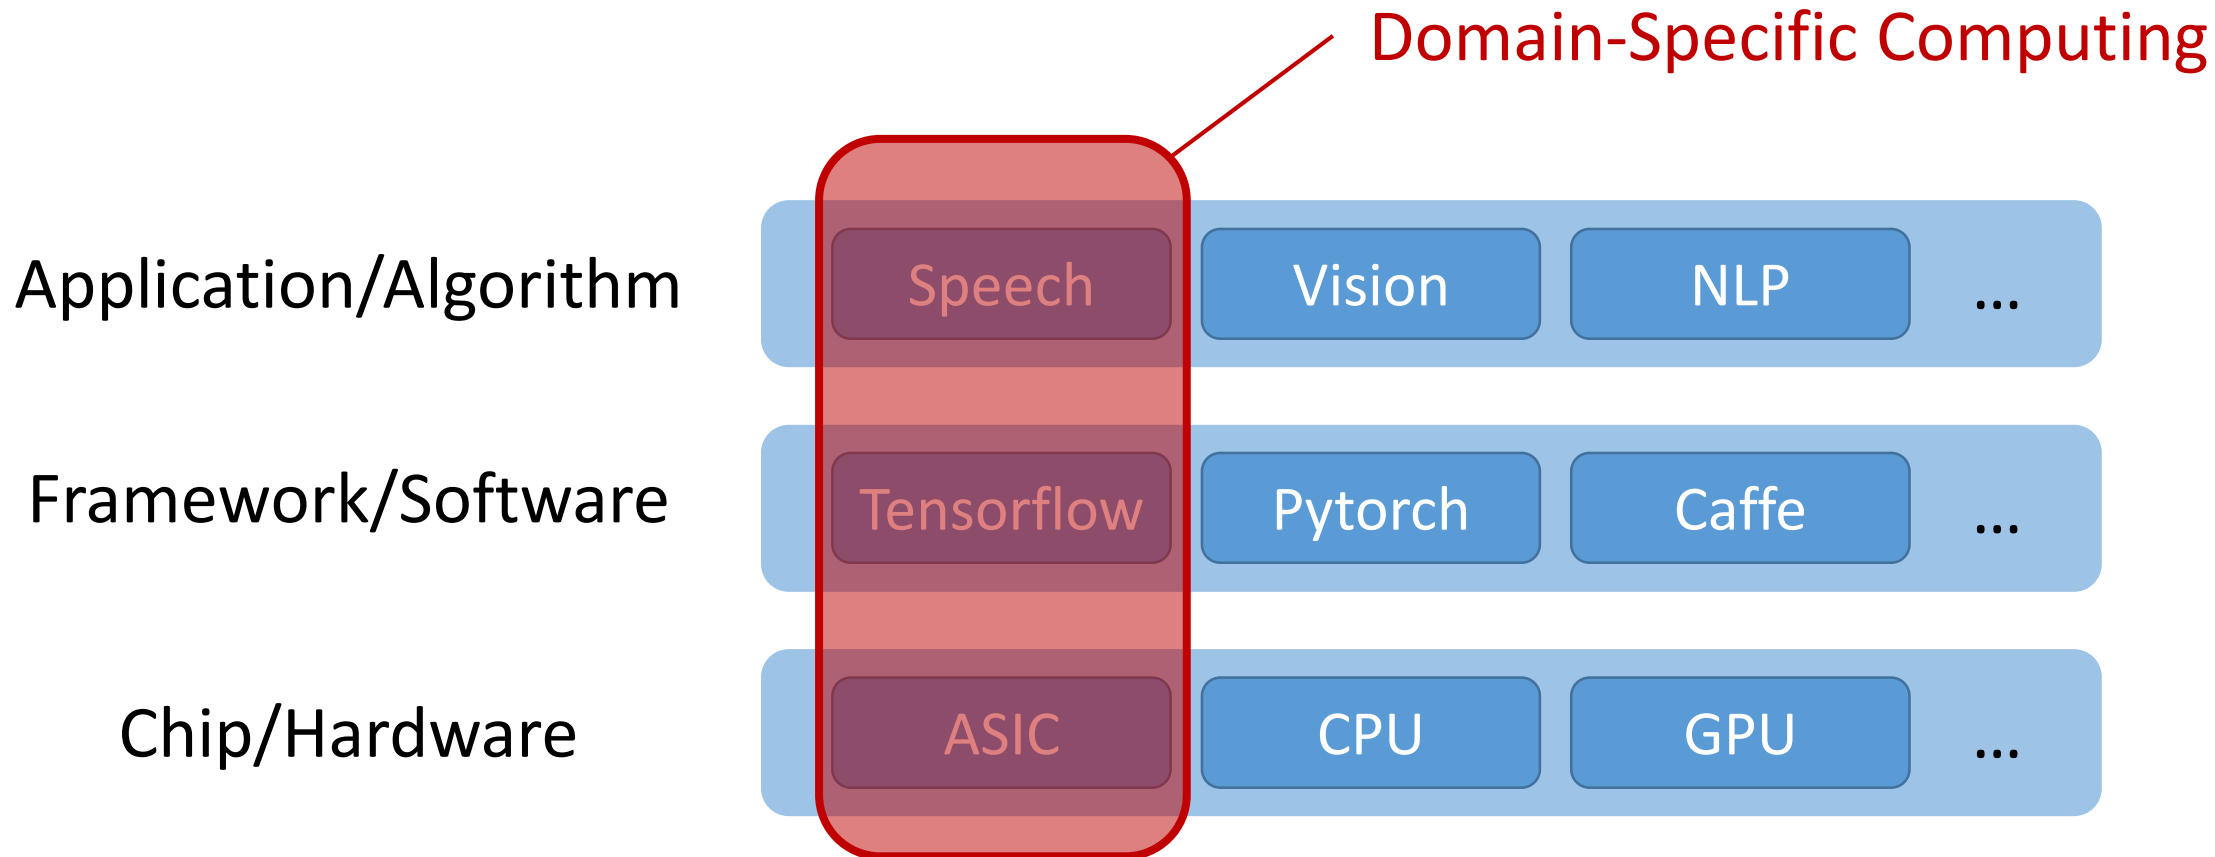 Domain-Specific Computing
Application/Algorithm Speech Vision NLP ...
Framework/Software Tensorflow Pytorch Caffe ...
Chip/Hardware ASIC CPU GPU ...